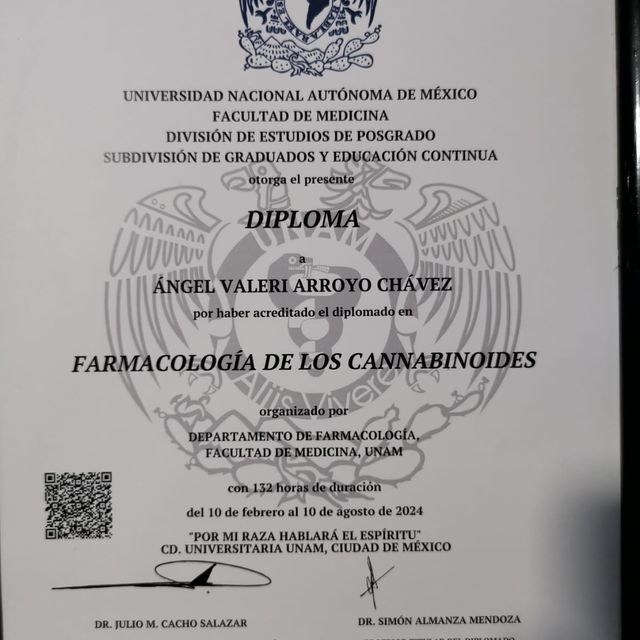 UNIVERSIDAD NACIONAL AUTÓNOMA DE MÉXICO
FACULTAD DE MEDICINA
DIVISIÓN DE ESTUDIOS DE POSGRADO
SUBDIVISIÓN DE GRADUADOS Y EDUCACIÓN CONTINUA
otorga el presente
DIPLOMA
a
ÁNGEL VALERI ARROYO CHÁVEZ
por haber acreditado el diplomado en
FARMACOLOGÍA DE LOS CANNABINOIDES
organizado por
DEPARTAMENTO DE FARMACOLOGÍA,
FACULTAD DE MEDICINA, UNAM
con 132 horas de duración
del 10 de febrero al 10 de agosto de 2024
"POR MI RAZA HABLARÁ EL ESPÍRITU"
CD. UNIVERSITARIA UNAM, CIUDAD DE MÉXICO
DR. JULIO M. CACHO SALAZAR
DR. SIMÓN ALMANZA MENDOZA
UNAM
Aliis Vivere